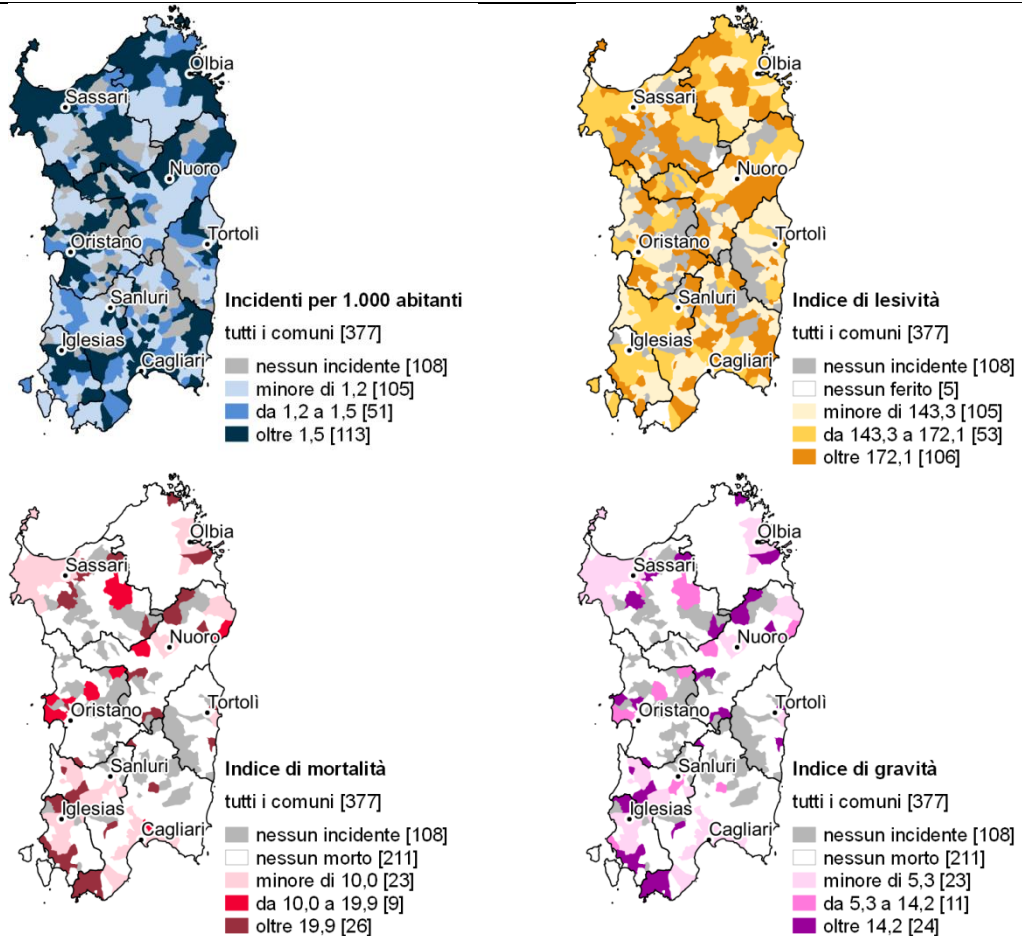 Olbia
Sassari
Nuoro
Oristano
Tortolì
Sanluri
Iglesias
Cagliari
Incidenti per 1.000 abitanti
tutti i comuni [377]
nessun incidente [108]
minore di 1,2 [105]
da 1,2 a 1,5 [51]
oltre 1,5 [113]
Olbia
Sassari
Nuoro
Oristano
Tortolì
Sanluri
Iglesias
Cagliari
Indice di lesività
tutti i comuni [377]
nessun incidente [108]
nessun ferito [5]
minore di 143,3 [105]
da 143,3 a 172,1 [53]
oltre 172,1 [106]
Olbia
Sassari
Nuoro
Oristano
Tortolì
Sanluri
Iglesias
Cagliari
Indice di mortalità
tutti i comuni [377]
nessun incidente [108]
nessun morto [211]
minore di 10,0 [23]
da 10,0 a 19,9 [9]
oltre 19,9 [26]
Olbia
Sassari
Nuoro
Oristano
Tortolì
Sanluri
Iglesias
Cagliari
Indice di gravità
tutti i comuni [377]
nessun incidente [108]
nessun morto [211]
minore di 5,3 [23]
da 5,3 a 14,2 [11]
oltre 14,2 [24]